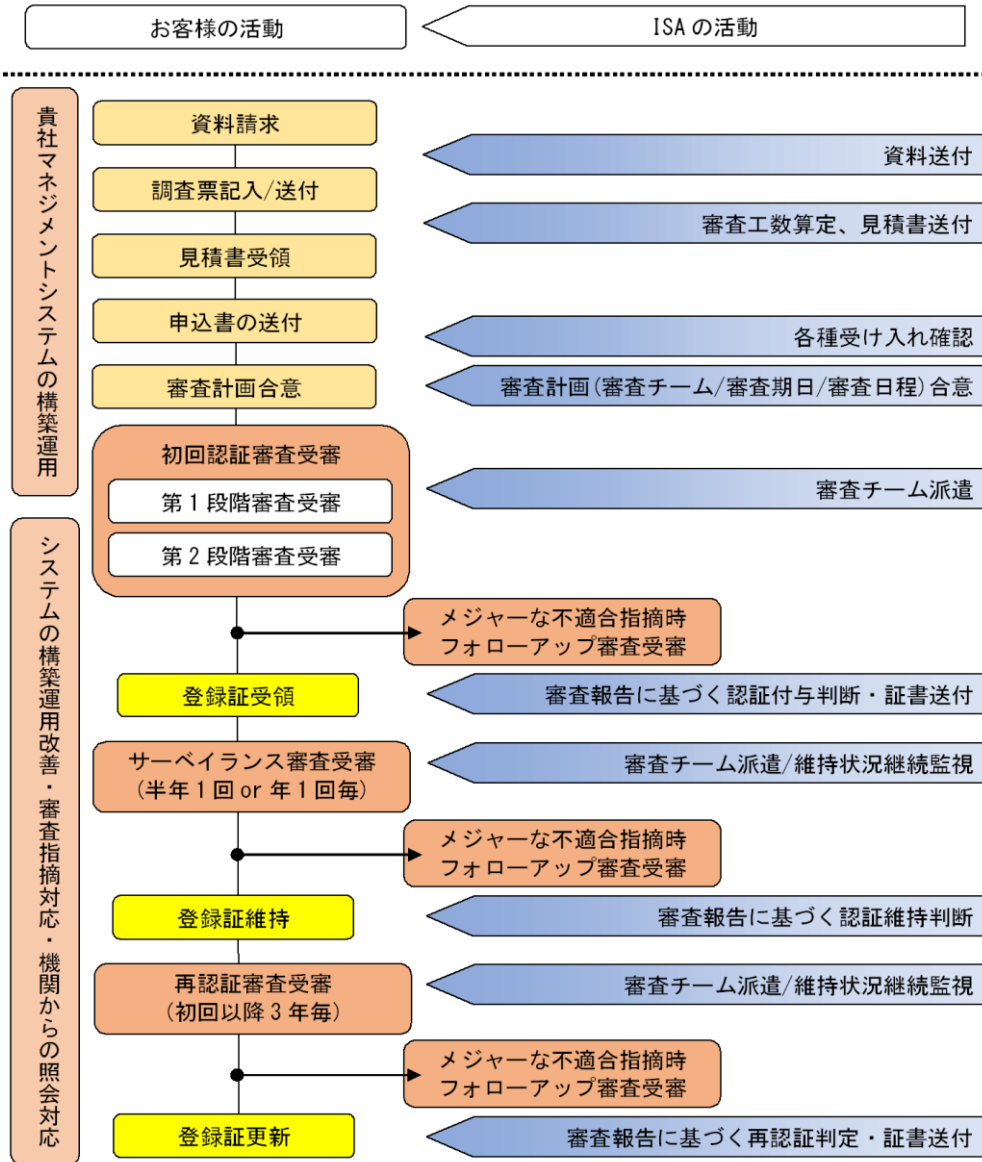 お客様の活動
ISAの活動
貴社マネジメントシステムの構築運用
資料請求
資料送付
調査票記入/送付
審査工数算定、見積書送付
見積書受領
申込書の送付
各種受け入れ確認
審査計画合意
審査計画(審査チーム/審査期日/審査日程)合意
初回認証審査受審
第1段階審査受審
第2段階審査受審
審査チーム派遣
システムの構築運用改善・審査指摘対応・機関からの照会対応
メジャーな不適合指摘時
フォローアップ審査受審
登録証受領
審査報告に基づく認証付与判断・証書送付
サーベイランス審査受審
(半年1回or年1回毎)
審査チーム派遣/維持状況継続監視
メジャーな不適合指摘時
フォローアップ審査受審
登録証維持
審査報告に基づく認証維持判断
再認証審査受審
(初回以降3年毎)
審査チーム派遣/維持状況継続監視
メジャーな不適合指摘時
フォローアップ審査受審
登録証更新
審査報告に基づく再認証判定・証書送付